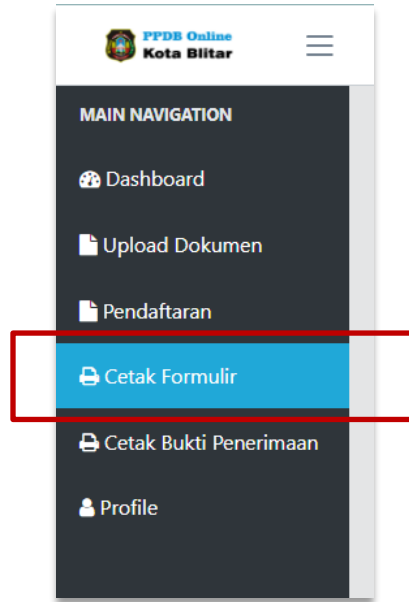 PPDB Online
Kota Blitar
MAIN NAVIGATION
Dashboard
Upload Dokumen
Pendaftaran
Cetak Formulir
Cetak Bukti Penerimaan
Profile